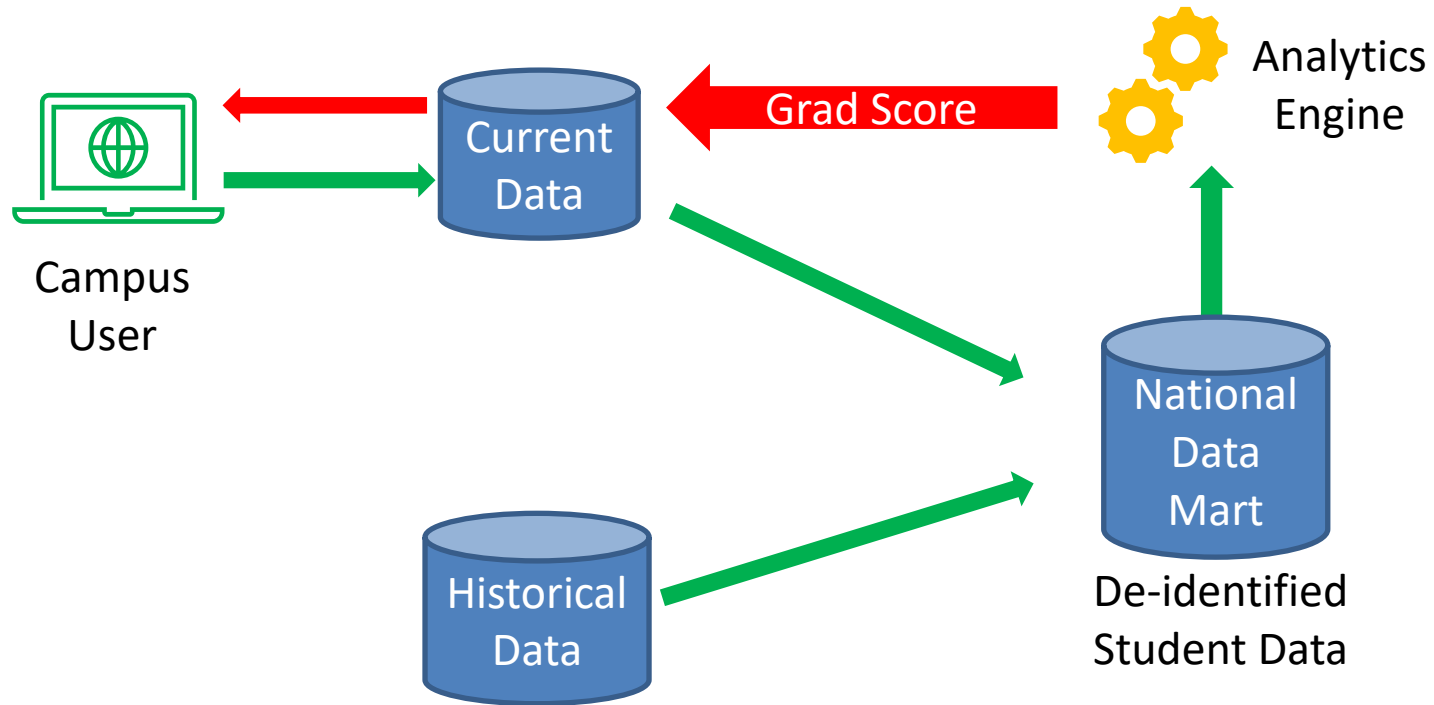 Campus
User
Current
Data
Grad Score
Analytics
Engine
Historical
Data
National
Data
Mart
De-identified
Student Data